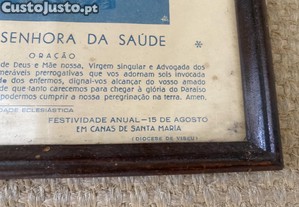 CustoJusto.pt
SENHORA DA SAÚDE
ORAÇÃO
de Deus e Mãe nossa, Virgem singular e Advogada dos
neráveis prerrogativas que vos adornam sois invocada
dos enfermos, dignai-vos alcançar do vosso amado
de que tanto carecemos para chegar à glória do Paraíso
podermos cumprir a nossa peregrinação na terra. Amen.
DADE ECLESIÁSTICA
FESTIVIDADE ANUAL—15 DE AGOSTO
EM CANAS DE SANTA MARIA
(DIOCESE DE VISEU)